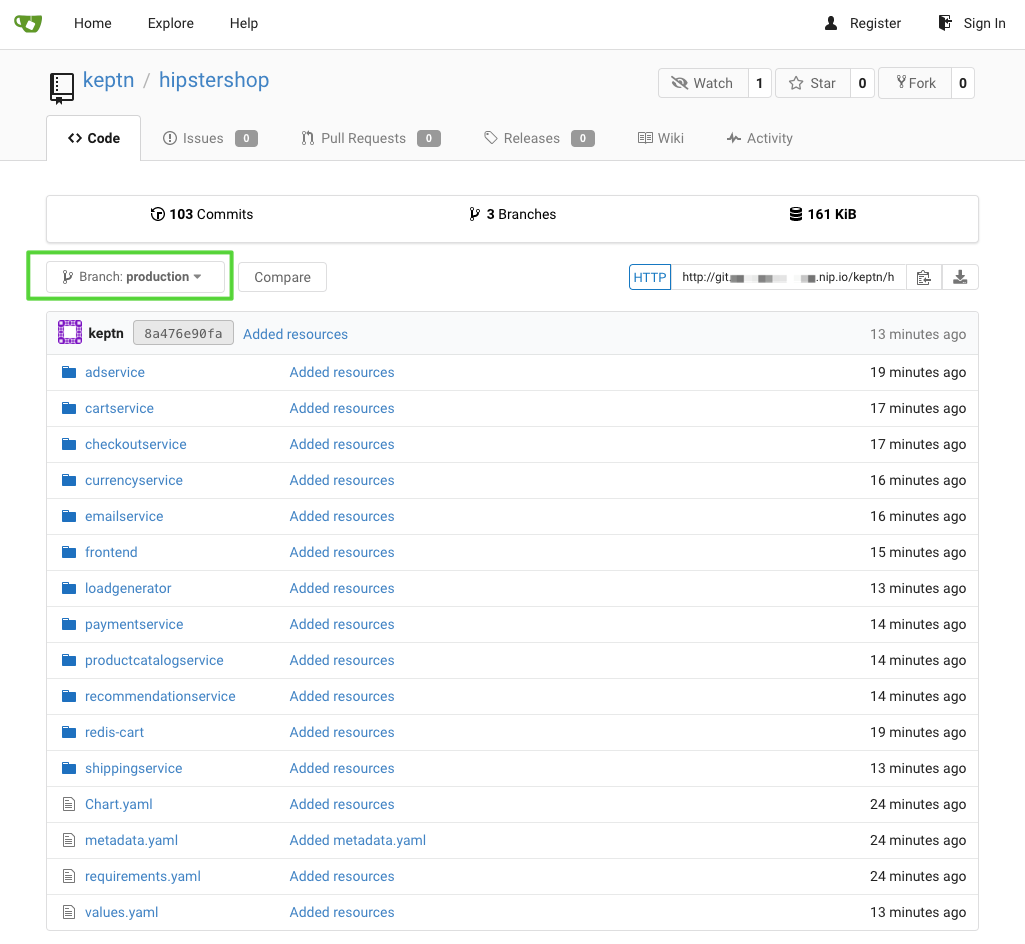 Home Explore Help Register Sign In
keptn / hipstershop Watch 1 Star 0 Fork 0
Code Issues 0 Pull Requests 0 Releases 0 Wiki Activity
103 Commits 3 Branches 161 KiB
Branch: production Compare HTTP http://git. .nip.io/keptn/h
keptn 8a476e90fa Added resources 13 minutes ago
adservice Added resources 19 minutes ago
cartservice Added resources 17 minutes ago
checkoutservice Added resources 17 minutes ago
currencyservice Added resources 16 minutes ago
emailservice Added resources 16 minutes ago
frontend Added resources 15 minutes ago
loadgenerator Added resources 13 minutes ago
paymentservice Added resources 14 minutes ago
productcatalogservice Added resources 14 minutes ago
recommendationservice Added resources 14 minutes ago
redis-cart Added resources 19 minutes ago
shippingservice Added resources 13 minutes ago
Chart.yaml Added resources 24 minutes ago
metadata.yaml Added metadata.yaml 24 minutes ago
requirements.yaml Added resources 24 minutes ago
values.yaml Added resources 13 minutes ago